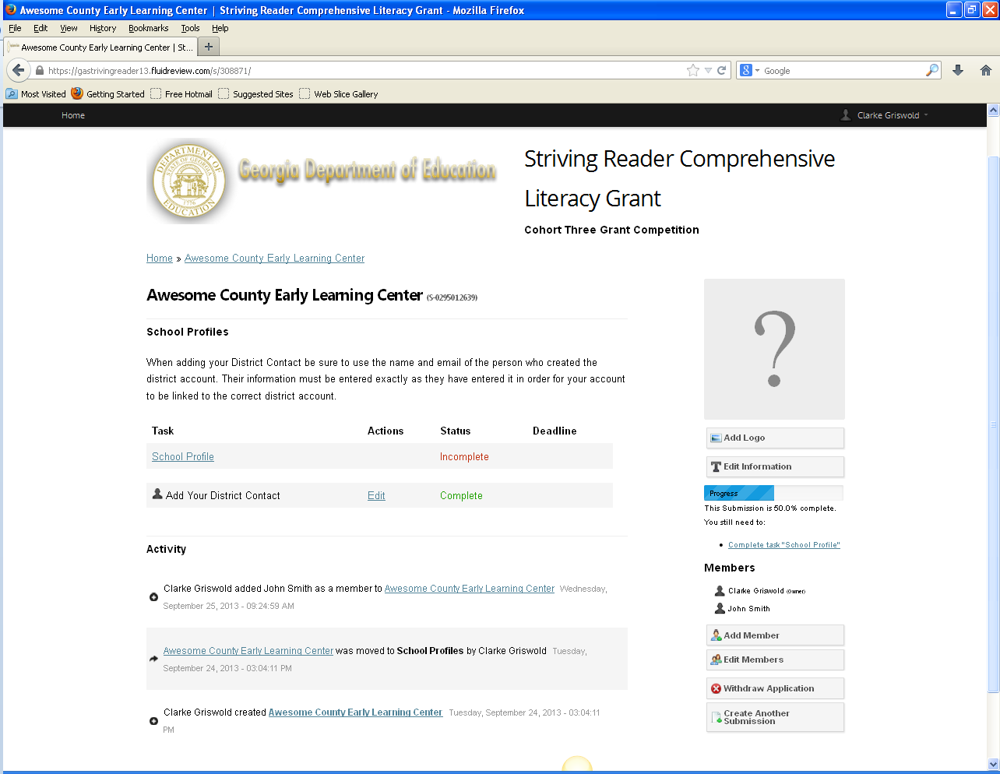 Awesome County Early Learning Center | Striving Reader Comprehensive Literacy Grant - Mozilla Firefox
File Edit View History Bookmarks Tools Help
Awesome County Early Learning Center | St... +
https://gastrivingreader13.fluidreview.com/s/308871/ 8 Google
Most Visited Getting Started Free Hotmail Suggested Sites Web Slice Gallery
Home Clarke Griswold
DEPARTMENT OF EDUCATION
STATE OF GEORGIA
1776
Georgia Department of Education
Striving Reader Comprehensive
Literacy Grant
Cohort Three Grant Competition
Home » Awesome County Early Learning Center
Awesome County Early Learning Center (S-0295012639)
School Profiles
When adding your District Contact be sure to use the name and email of the person who created the
district account. Their information must be entered exactly as they have entered it in order for your account
to be linked to the correct district account.
Task Actions Status Deadline
School Profile Incomplete
Add Your District Contact Edit Complete
Activity
Clarke Griswold added John Smith as a member to Awesome County Early Learning Center Wednesday,
September 25, 2013 - 09:24:59 AM
Awesome County Early Learning Center was moved to School Profiles by Clarke Griswold Tuesday,
September 24, 2013 - 03:04:11 PM
Clarke Griswold created Awesome County Early Learning Center Tuesday, September 24, 2013 - 03:04:11
PM
?
Add Logo
Edit Information
Progress
This Submission is 50.0% complete.
You still need to:
• Complete task "School Profile"
Members
Clarke Griswold (Owner)
John Smith
Add Member
Edit Members
Withdraw Application
Create Another
Submission